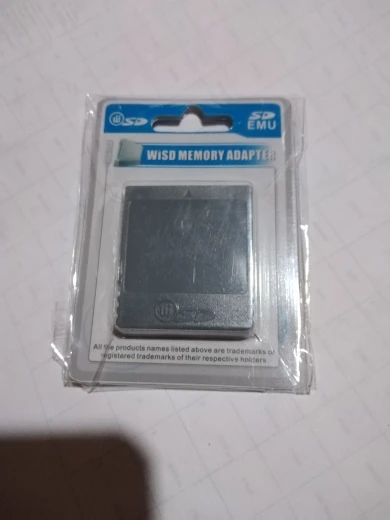 SD
SD
EMU
WiSD MEMORY ADAPTER
All the products names listed above are trademarks or
registered trademarks of their respective holders